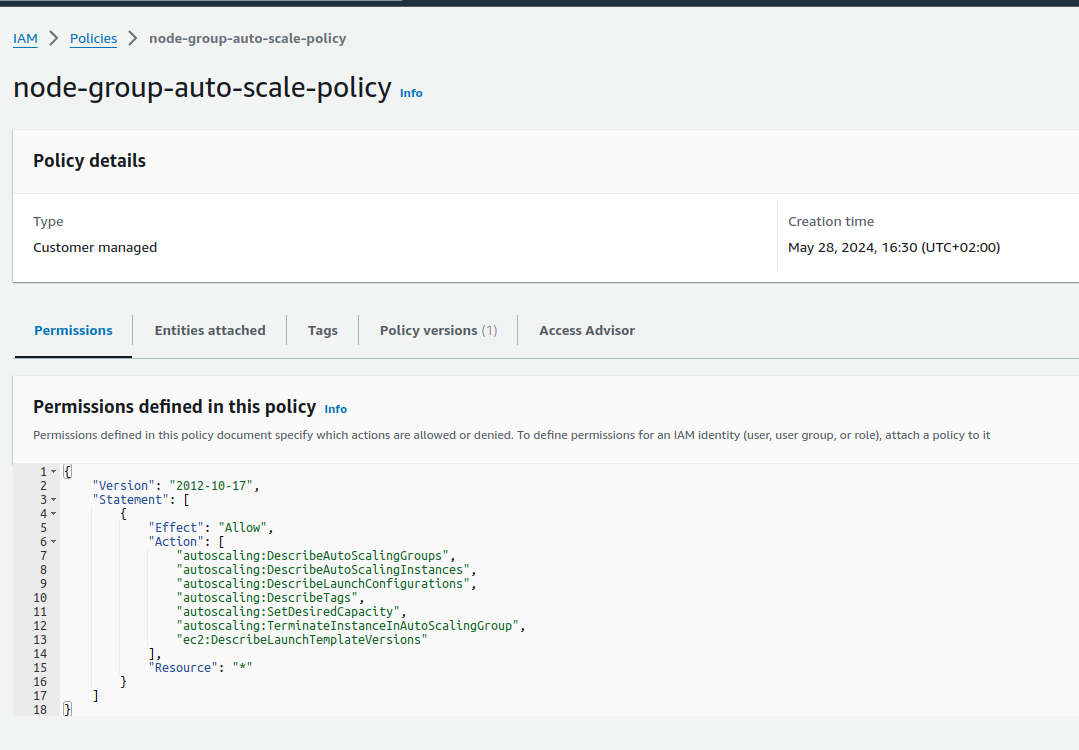 IAM > Policies > node-group-auto-scale-policy
node-group-auto-scale-policy Info
Policy details
Type
Customer managed
Creation time
May 28, 2024, 16:30 (UTC+02:00)
Permissions
Entities attached
Tags
Policy versions (1)
Access Advisor
Permissions defined in this policy Info
Permissions defined in this policy document specify which actions are allowed or denied. To define permissions for an IAM identity (user, user group, or role), attach a policy to it
1 {
2     "Version": "2012-10-17",
3     "Statement": [
4         {
5             "Effect": "Allow",
6             "Action": [
7                 "autoscaling:DescribeAutoScalingGroups",
8                 "autoscaling:DescribeAutoScalingInstances",
9                 "autoscaling:DescribeLaunchConfigurations",
10                 "autoscaling:DescribeTags",
11                 "autoscaling:SetDesiredCapacity",
12                 "autoscaling:TerminateInstanceInAutoScalingGroup",
13                 "ec2:DescribeLaunchTemplateVersions"
14             ],
15             "Resource": "*"
16         }
17     ]
18 }